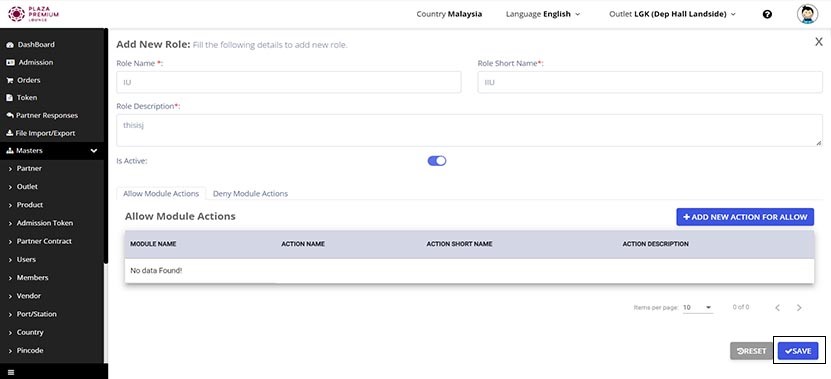 PLAZA
PREMIUM
LOUNGE
Country Malaysia
Language English
Outlet LGK (Dep Hall Landside)
?
DashBoard
Admission
Orders
Token
Partner Responses
File Import/Export
Masters
Partner
Outlet
Product
Admission Token
Partner Contract
Users
Members
Vendor
Port/Station
Country
Pincode
Add New Role: Fill the following details to add new role.
X
Role Name *:
Role Short Name*:
IU
IIU
Role Description*:
thisisj
Is Active:
Allow Module Actions
Deny Module Actions
Allow Module Actions
+ ADD NEW ACTION FOR ALLOW
MODULE NAME
ACTION NAME
ACTION SHORT NAME
ACTION DESCRIPTION
No data Found!
Items per page: 10
0 of 0
RESET
SAVE